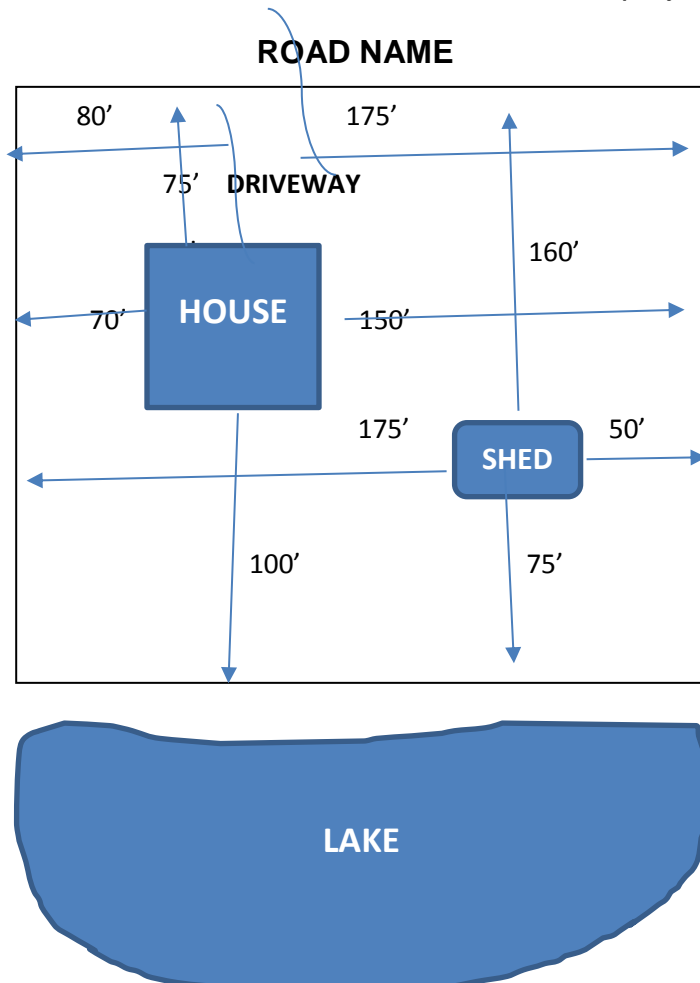 ROAD NAME
80’ 175’
75’ DRIVEWAY
160’
HOUSE
70’ 150’
175’ 50’
SHED
100’ 75’
LAKE